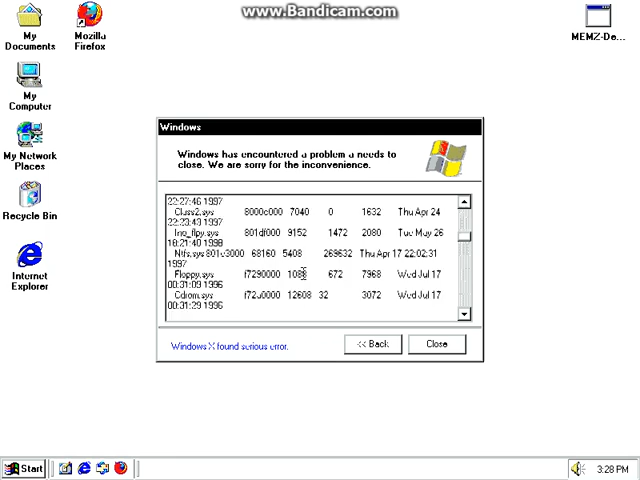 www.Bandicam.com
My
Documents
Mozilla
Firefox
MEMZ-De...
My
Computer
My Network
Places
Recycle Bin
Internet
Explorer
Windows
Windows has encountered a problem a needs to
close. We are sorry for the inconvenience.
22:27:46 1997
Class2.sys 8000c000 7040 0 1632 Thu Apr 24
22:23:43 1997
Ino_flpy.sys 801df000 9152 1472 2080 Tue May 26
18:21:40 1998
Ntfs.sys 801e3000 68160 5408 269632 Thu Apr 17 22:02:31
1997
Floppy.sys f7290000 1088 672 7968 Wed Jul 17
00:31:09 1996
Cdrom.sys f72a0000 12608 32 3072 Wed Jul 17
00:31:29 1996
Windows X found serious error.
<< Back
Close
Start
3:28 PM